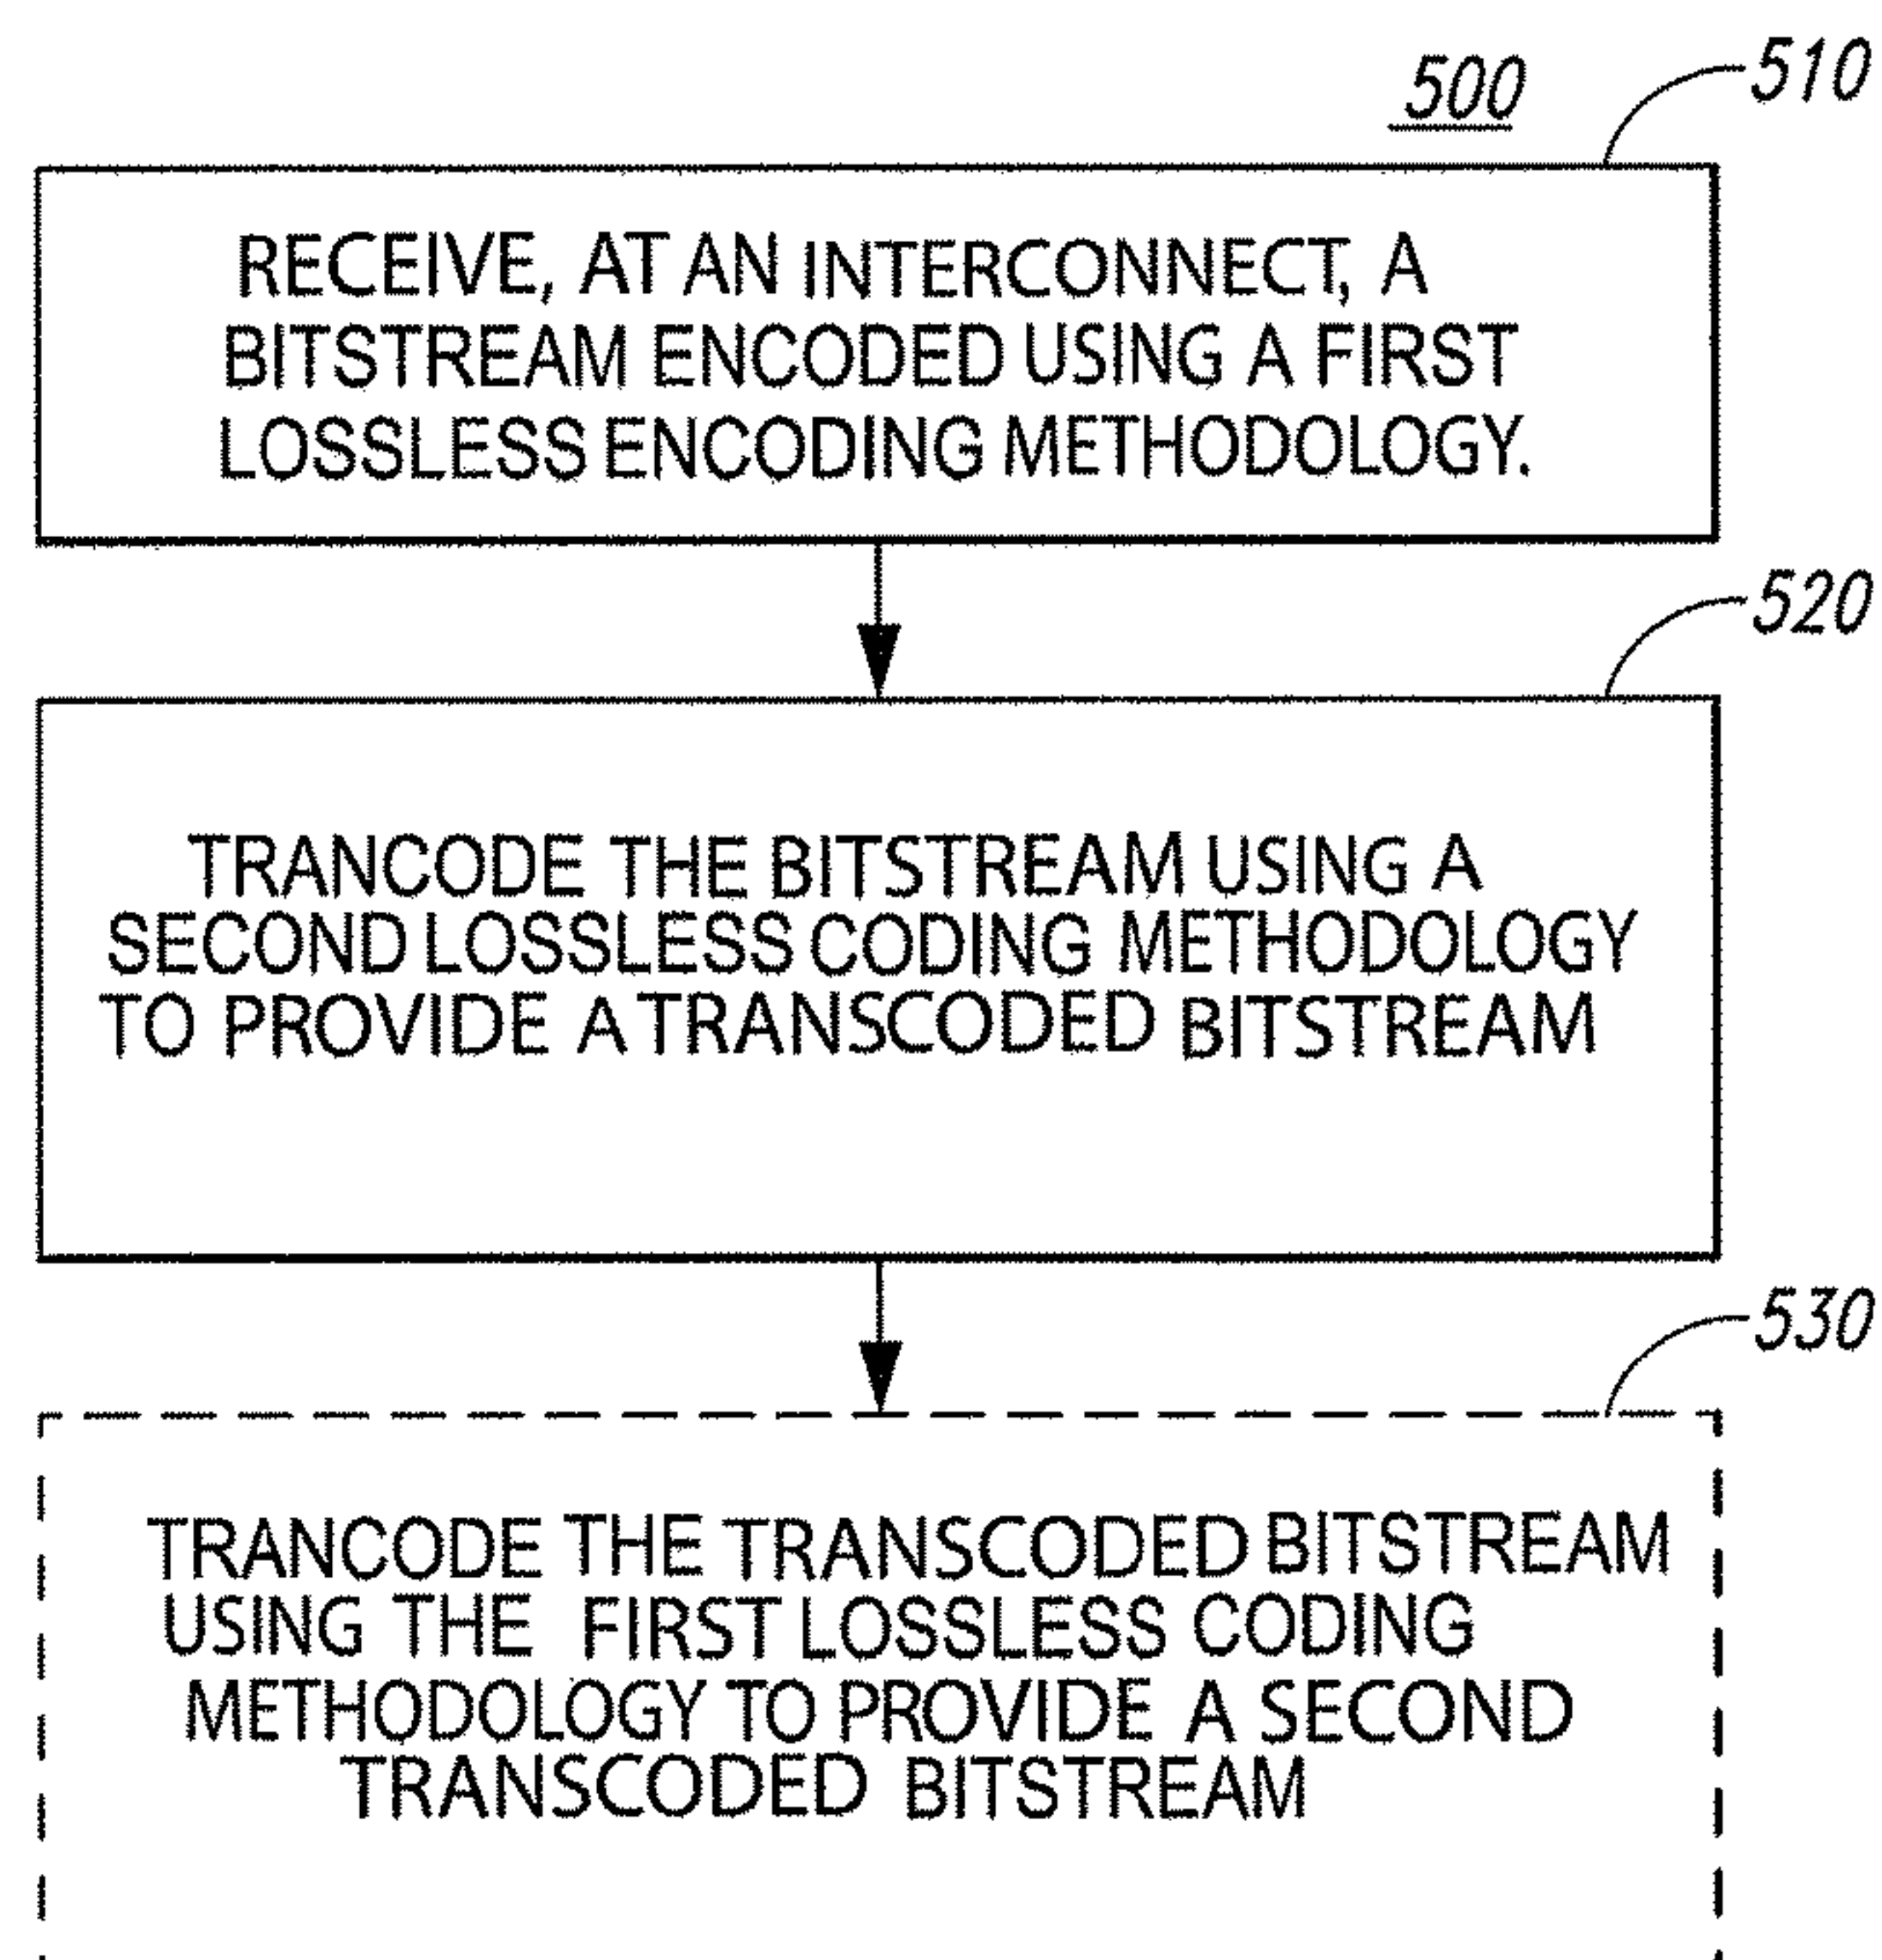 500
510
RECEIVE, AT AN INTERCONNECT, A
BITSTREAM ENCODED USING A FIRST
LOSSLESS ENCODING METHODOLOGY.
520
TRANCODE THE BITSTREAM USING A
SECOND LOSSLESS CODING METHODOLOGY
TO PROVIDE A TRANSCODED BITSTREAM
530
TRANCODE THE TRANSCODED BITSTREAM
USING THE FIRST LOSSLESS CODING
METHODOLOGY TO PROVIDE A SECOND
TRANSCODED BITSTREAM